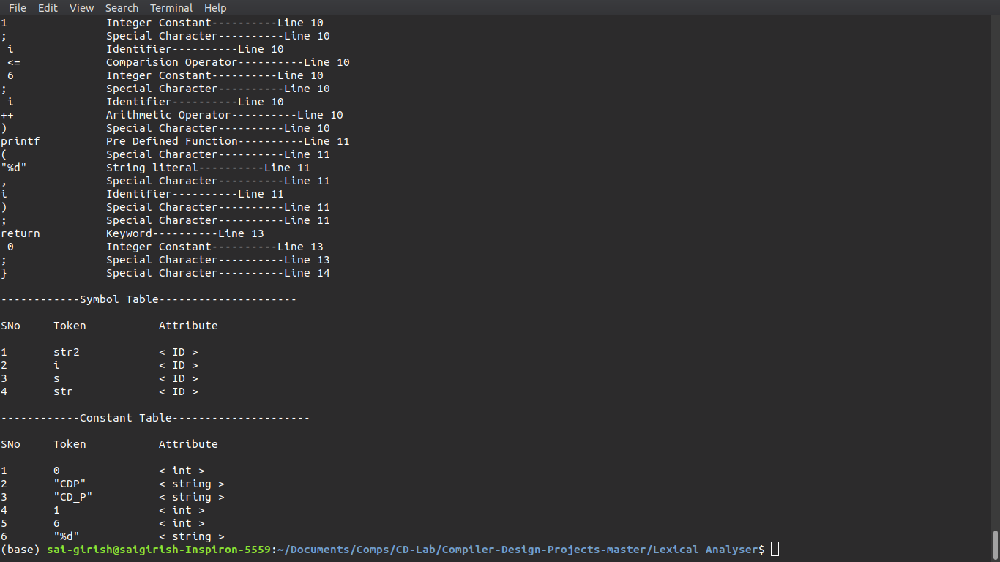 File Edit View Search Terminal Help
1               Integer Constant----------Line 10
;               Special Character----------Line 10
 i              Identifier----------Line 10
 <=             Comparision Operator----------Line 10
 6              Integer Constant----------Line 10
;               Special Character----------Line 10
 i              Identifier----------Line 10
++              Arithmetic Operator----------Line 10
)               Special Character----------Line 10
printf          Pre Defined Function----------Line 11
(               Special Character----------Line 11
"%d"            String literal----------Line 11
,               Special Character----------Line 11
i               Identifier----------Line 11
)               Special Character----------Line 11
;               Special Character----------Line 11
return          Keyword----------Line 13
 0              Integer Constant----------Line 13
;               Special Character----------Line 13
}               Special Character----------Line 14
------------Symbol Table---------------------
SNo     Token           Attribute
1       str2            < ID >
2       i               < ID >
3       s               < ID >
4       str             < ID >
------------Constant Table---------------------
SNo     Token           Attribute
1       0               < int >
2       "CDP"           < string >
3       "CD_P"          < string >
4       1               < int >
5       6               < int >
6       "%d"            < string >
(base) sai-girish@saigirish-Inspiron-5559:~/Documents/Comps/CD-Lab/Compiler-Design-Projects-master/Lexical Analyser$